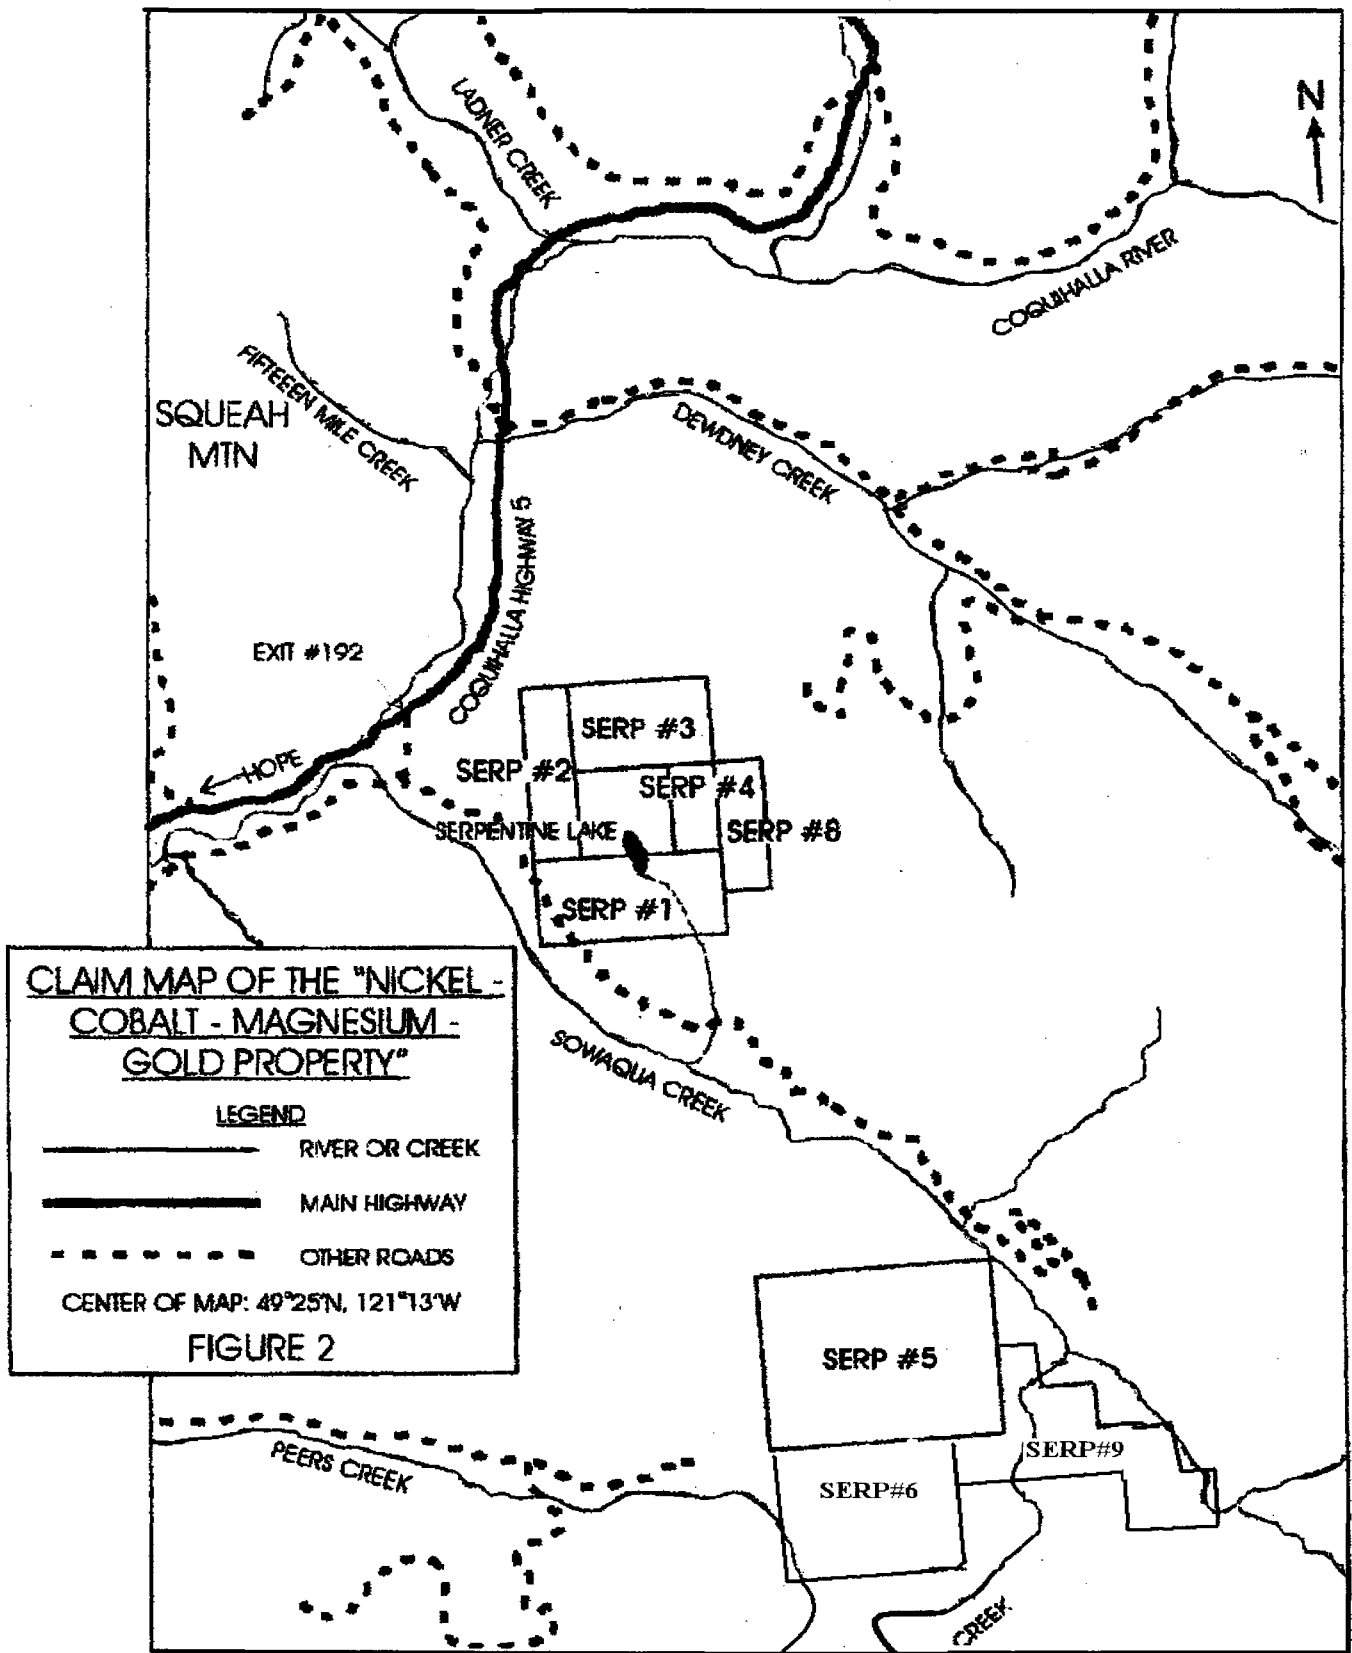 N
LADNER CREEK
COQUIHALLA RIVER
FIFTEEEN MILE CREEK
SQUEAH
MTN
DEWDNEY CREEK
COQUIHALLA HIGHWAY 5
EXIT #192
HOPE
SERP #3
SERP #2
SERP #4
SERPENTINE LAKE
SERP #8
SERP #1
CLAIM MAP OF THE "NICKEL -
COBALT - MAGNESIUM -
GOLD PROPERTY"
LEGEND
RIVER OR CREEK
MAIN HIGHWAY
OTHER ROADS
CENTER OF MAP: 49°25'N, 121°13'W
FIGURE 2
SOWAQUA CREEK
SERP #5
PEERS CREEK
SERP#9
SERP#6
CREEK